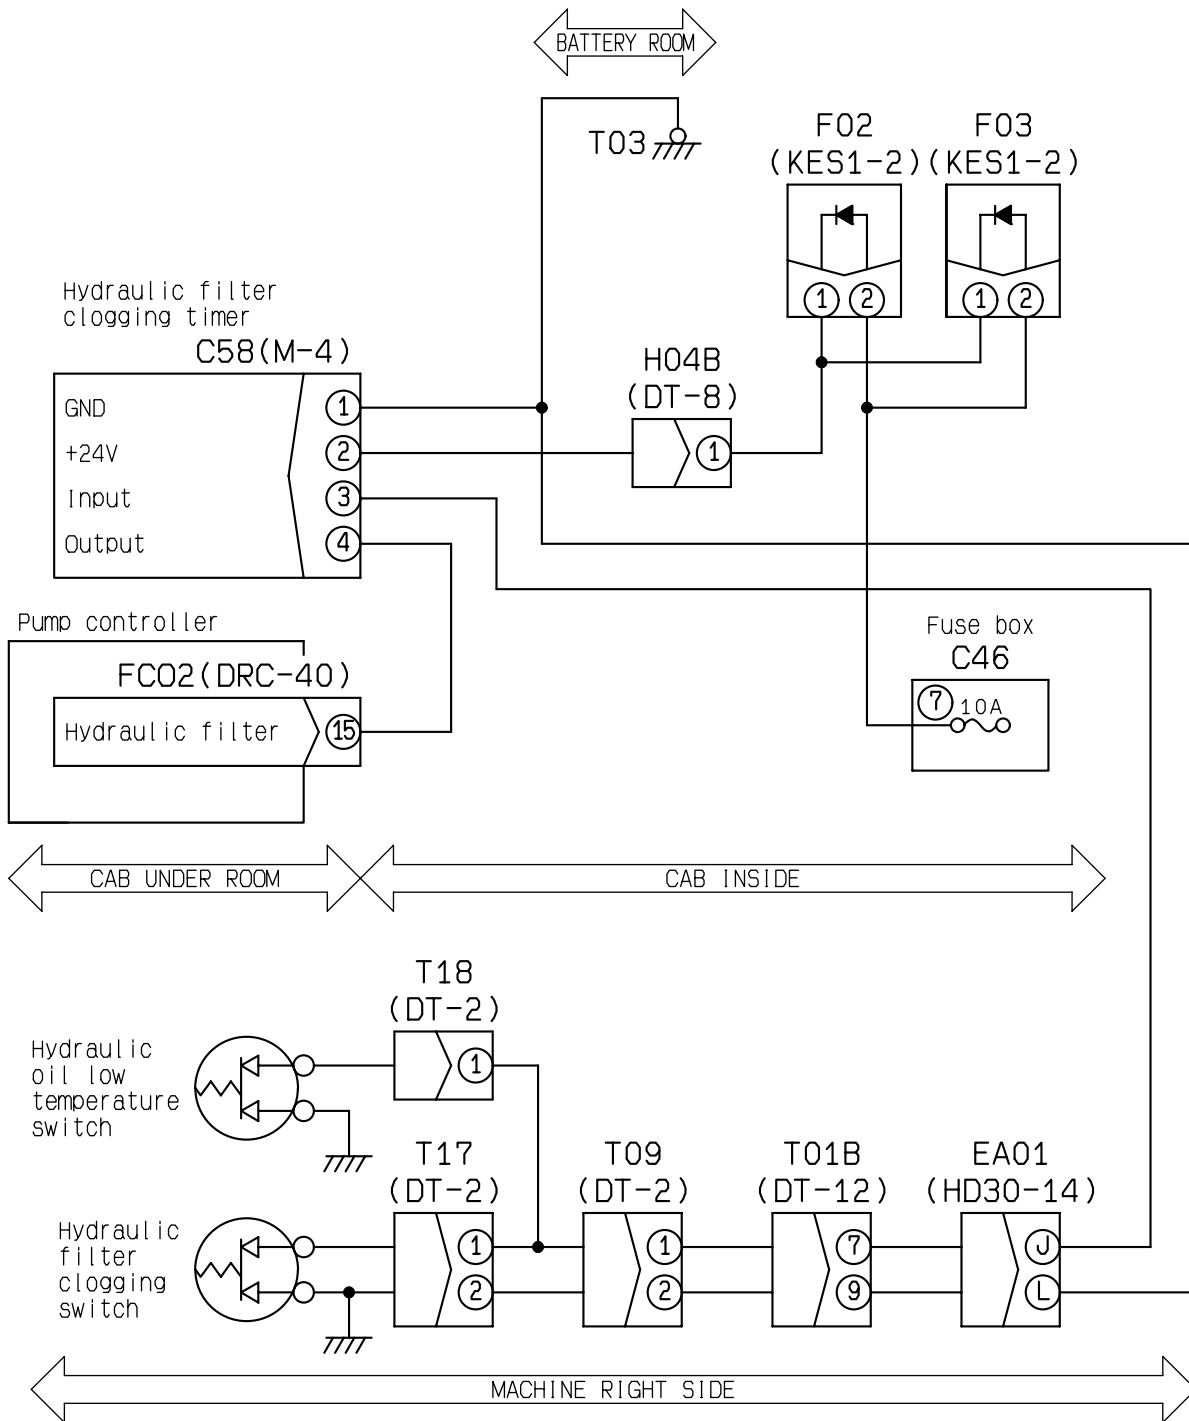 BATTERY ROOM
T03
F02
(KES1-2)
F03
(KES1-2)
1
2
1
2
Hydraulic filter
clogging timer
C58(M-4)
GND
1
+24V
2
Input
3
Output
4
H04B
(DT-8)
1
Pump controller
FC02(DRC-40)
Hydraulic filter
15
Fuse box
C46
7
10A
CAB UNDER ROOM
CAB INSIDE
T18
(DT-2)
1
Hydraulic
oil low
temperature
switch
T17
(DT-2)
1
2
T09
(DT-2)
1
2
T01B
(DT-12)
7
9
EA01
(HD30-14)
J
L
Hydraulic
filter
clogging
switch
MACHINE RIGHT SIDE